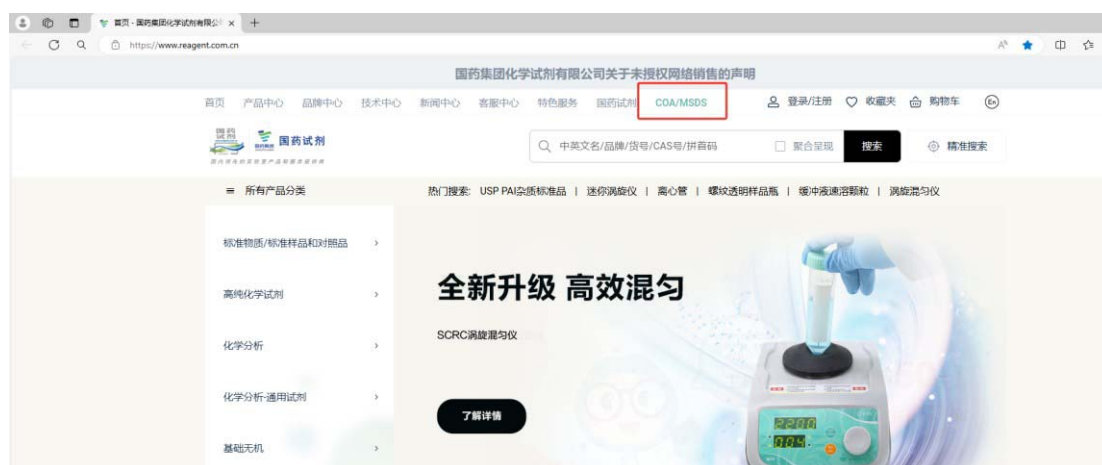 首页 - 国药集团化学试剂有限公
https://www.reagent.com.cn
国药集团化学试剂有限公司关于未授权网络销售的声明
首页 产品中心 品牌中心 技术中心 新闻中心 客服中心 特色服务 国药试剂 COA/MSDS 登录/注册 收藏夹 购物车 En
国药试剂
中英文名/品牌/货号/CAS号/拼首码 聚合呈现 搜索 精准搜索
所有产品分类 热门搜索: USP PAI杂质标准品 | 迷你涡旋仪 | 离心管 | 螺纹透明样品瓶 | 缓冲液速溶颗粒 | 涡旋混匀仪
标准物质/标准样品和对照品
高纯化学试剂
化学分析
化学分析-通用试剂
基础无机
全新升级 高效混匀
SCRC涡旋混匀仪
了解详情